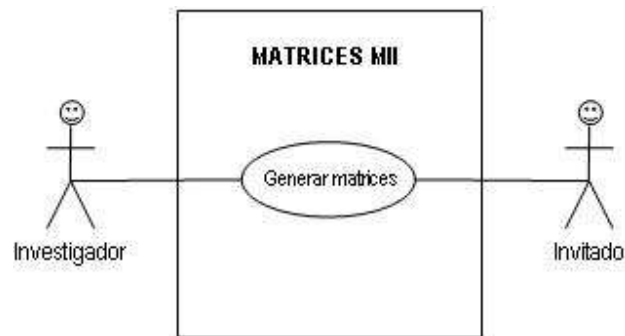 MATRICES MII
Generar matrices
Investigador
Invitado